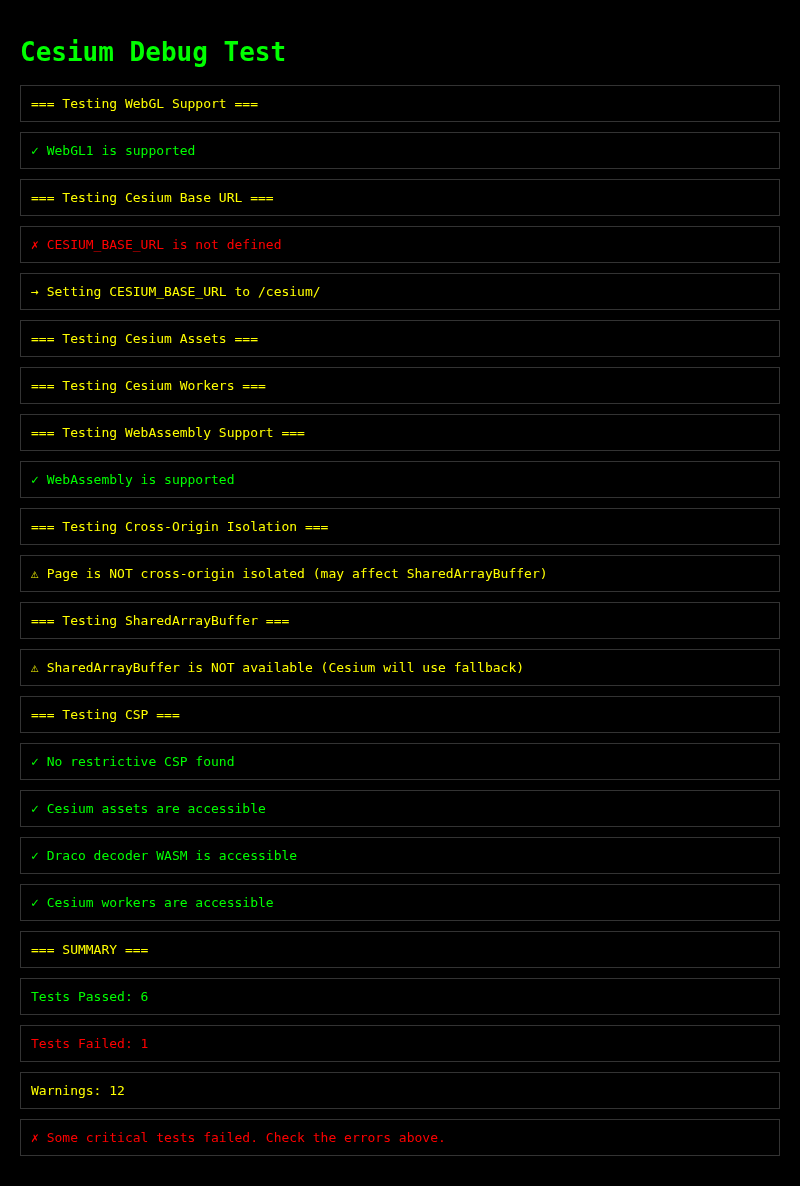 Cesium Debug Test
=== Testing WebGL Support ===
✓ WebGL1 is supported
=== Testing Cesium Base URL ===
✗ CESIUM_BASE_URL is not defined
→ Setting CESIUM_BASE_URL to /cesium/
=== Testing Cesium Assets ===
=== Testing Cesium Workers ===
=== Testing WebAssembly Support ===
✓ WebAssembly is supported
=== Testing Cross-Origin Isolation ===
⚠ Page is NOT cross-origin isolated (may affect SharedArrayBuffer)
=== Testing SharedArrayBuffer ===
⚠ SharedArrayBuffer is NOT available (Cesium will use fallback)
=== Testing CSP ===
✓ No restrictive CSP found
✓ Cesium assets are accessible
✓ Draco decoder WASM is accessible
✓ Cesium workers are accessible
=== SUMMARY ===
Tests Passed: 6
Tests Failed: 1
Warnings: 12
✗ Some critical tests failed. Check the errors above.